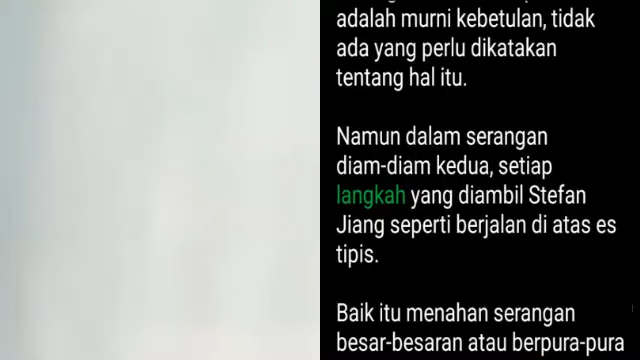 adalah murni kebetulan, tidak
ada yang perlu dikatakan
tentang hal itu.
Namun dalam serangan
diam-diam kedua, setiap
langkah yang diambil Stefan
Jiang seperti berjalan di atas es
tipis.
Baik itu menahan serangan
besar-besaran atau berpura-pura